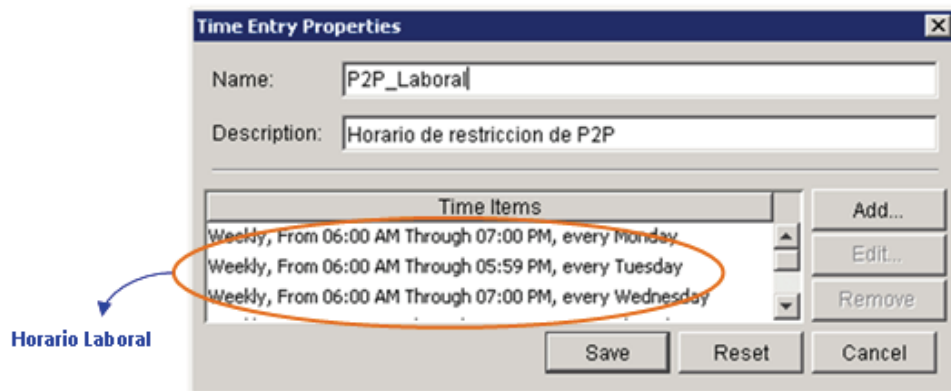 Time Entry Properties
Name: P2P_Laboral
Description: Horario de restriccion de P2P
Time Items
Add...
Weekly, From 06:00 AM Through 07:00 PM, every Monday
Weekly, From 06:00 AM Through 05:59 PM, every Tuesday
Edit...
Weekly, From 06:00 AM Through 07:00 PM, every Wednesday
Remove
Horario Laboral
Save Reset Cancel